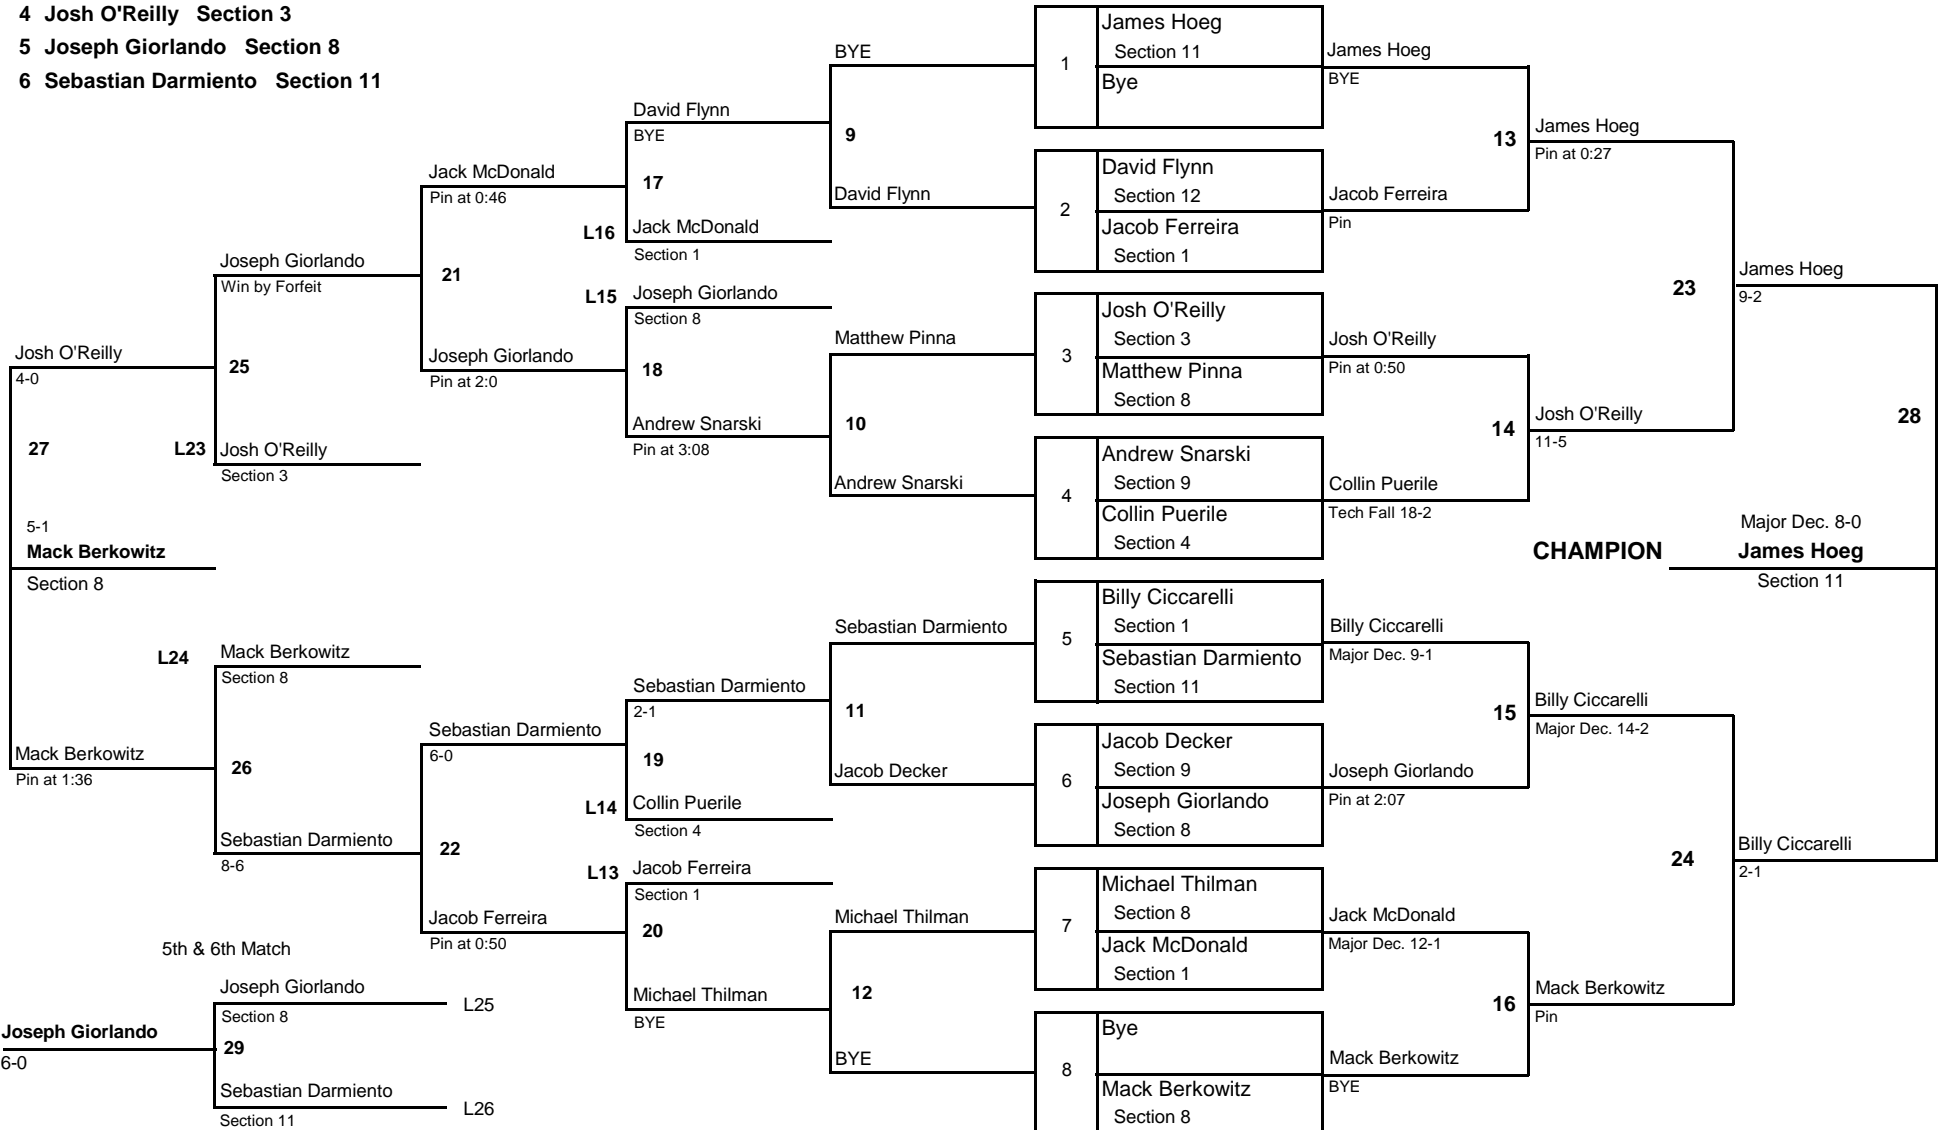 4 Josh O'Reilly Section 3
5 Joseph Giorlando Section 8
6 Sebastian Darmiento Section 11
Josh O'Reilly
4-0
27
5-1
Mack Berkowitz
Section 8
Mack Berkowitz
Pin at 1:36
Joseph Giorlando
Win by Forfeit
25
L23 Josh O'Reilly
Section 3
L24 Mack Berkowitz
Section 8
26
Sebastian Darmiento
8-6
5th & 6th Match
Joseph Giorlando L25
Section 8
Joseph Giorlando
6-0
29
Sebastian Darmiento L26
Section 11
Jack McDonald
Pin at 0:46
21
Joseph Giorlando
Pin at 2:0
Sebastian Darmiento
6-0
22
Jacob Ferreira
Pin at 0:50
David Flynn
BYE
17
L16 Jack McDonald
Section 1
L15 Joseph Giorlando
Section 8
18
Andrew Snarski
Pin at 3:08
Sebastian Darmiento
2-1
19
L14 Collin Puerile
Section 4
L13 Jacob Ferreira
Section 1
20
Michael Thilman
BYE
BYE
9
David Flynn
Matthew Pinna
10
Andrew Snarski
Sebastian Darmiento
11
Jacob Decker
Michael Thilman
12
BYE
1
James Hoeg
Section 11
Bye
2
David Flynn
Section 12
Jacob Ferreira
Section 1
3
Josh O'Reilly
Section 3
Matthew Pinna
Section 8
4
Andrew Snarski
Section 9
Collin Puerile
Section 4
5
Billy Ciccarelli
Section 1
Sebastian Darmiento
Section 11
6
Jacob Decker
Section 9
Joseph Giorlando
Section 8
7
Michael Thilman
Section 8
Jack McDonald
Section 1
8
Bye
Mack Berkowitz
Section 8
James Hoeg
BYE
13
Jacob Ferreira
Pin
Josh O'Reilly
Pin at 0:50
14
Collin Puerile
Tech Fall 18-2
Billy Ciccarelli
Major Dec. 9-1
15
Joseph Giorlando
Pin at 2:07
Jack McDonald
Major Dec. 12-1
16
Mack Berkowitz
BYE
James Hoeg
Pin at 0:27
23
Josh O'Reilly
11-5
Billy Ciccarelli
Major Dec. 14-2
24
Mack Berkowitz
Pin
James Hoeg
9-2
28
Major Dec. 8-0
CHAMPION James Hoeg
Section 11
Billy Ciccarelli
2-1